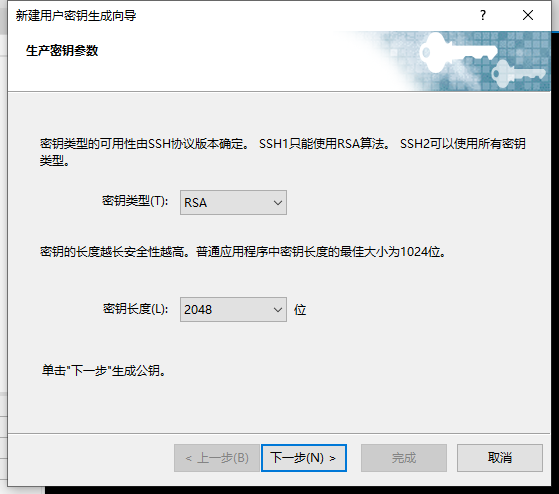 新建用户密钥生成向导
?
生产密钥参数
密钥类型的可用性由SSH协议版本确定。 SSH1只能使用RSA算法。 SSH2可以使用所有密钥
类型。
密钥类型(T): RSA
密钥的长度越长安全性越高。普通应用程序中密钥长度的最佳大小为1024位。
密钥长度(L): 2048 位
单击"下一步"生成公钥。
< 上一步(B) 下一步(N) > 完成 取消